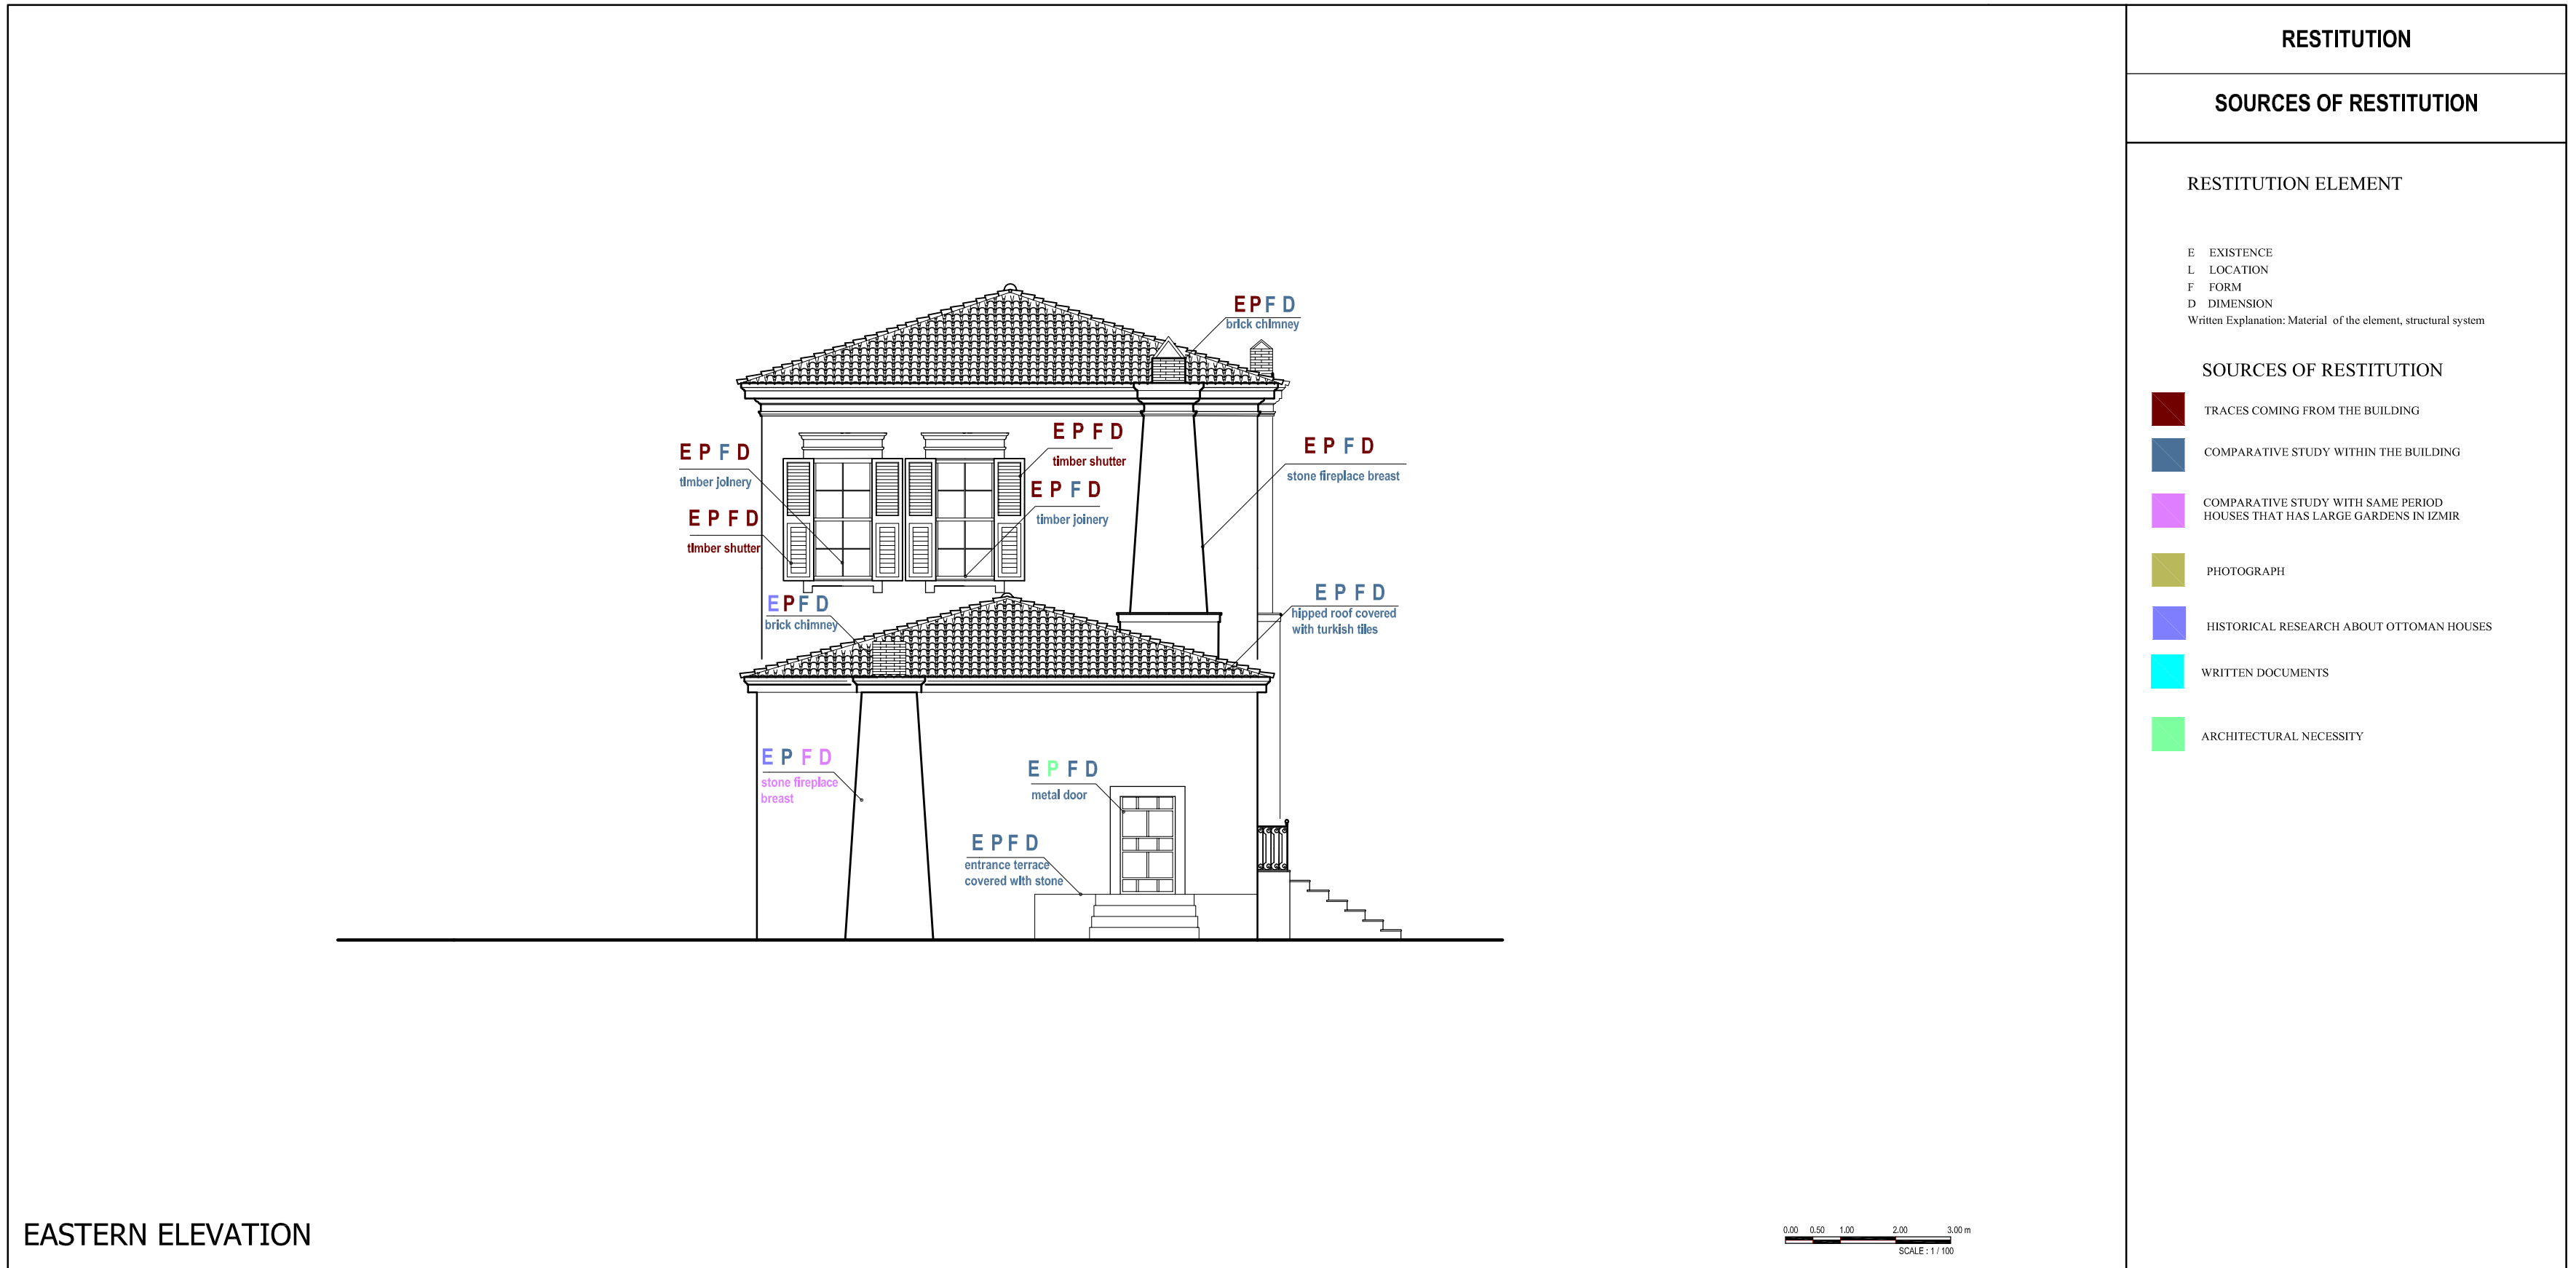 RESTITUTION
SOURCES OF RESTITUTION
RESTITUTION ELEMENT
E EXISTENCE
L LOCATION
F FORM
D DIMENSION
Written Explanation: Material of the element, structural system
SOURCES OF RESTITUTION
TRACES COMING FROM THE BUILDING
COMPARATIVE STUDY WITHIN THE BUILDING
COMPARATIVE STUDY WITH SAME PERIOD
HOUSES THAT HAS LARGE GARDENS IN IZMIR
PHOTOGRAPH
HISTORICAL RESEARCH ABOUT OTTOMAN HOUSES
WRITTEN DOCUMENTS
ARCHITECTURAL NECESSITY
E P F D
brick chimney
E P F D
timber shutter
E P F D
stone fireplace breast
E P F D
timber joinery
E P F D
timber joinery
E P F D
timber shutter
E P F D
hipped roof covered
with turkish tiles
E P F D
brick chimney
E P F D
stone fireplace
breast
E P F D
metal door
E P F D
entrance terrace
covered with stone
EASTERN ELEVATION
0.00 0.50 1.00 2.00 3.00 m
SCALE : 1 / 100